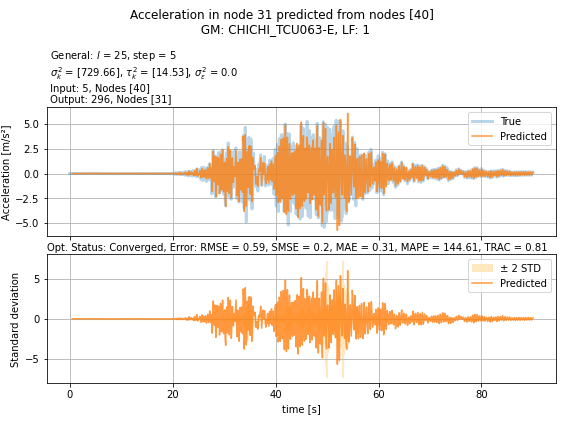 Acceleration in node 31 predicted from nodes [40]
GM: CHICHI_TCU063-E, LF: 1
General: l = 25, step = 5
σ²ₖ = [729.66], τ²ₖ = [14.53], σ²_ε = 0.0
Input: 5, Nodes [40]
Output: 296, Nodes [31]
Acceleration [m/s²]
5.0
2.5
0.0
−2.5
−5.0
True
Predicted
Opt. Status: Converged, Error: RMSE = 0.59, SMSE = 0.2, MAE = 0.31, MAPE = 144.61, TRAC = 0.81
Standard deviation
5
0
−5
± 2 STD
Predicted
0 20 40 60 80
time [s]